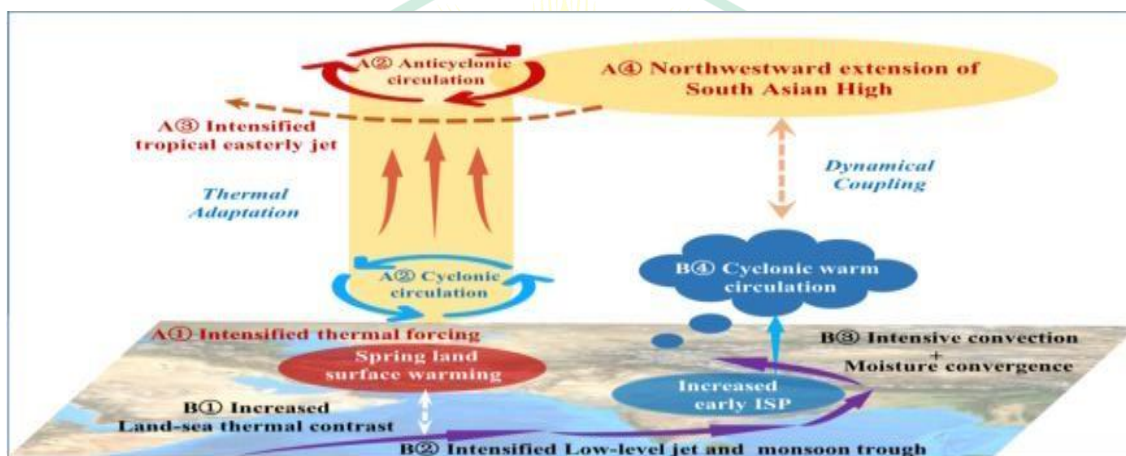 A② Anticyclonic
circulation
A④ Northwestward extension of
South Asian High
A③ Intensified
tropical easterly jet
Thermal
Adaptation
Dynamical
Coupling
A② Cyclonic
circulation
B④ Cyclonic warm
circulation
A① Intensified thermal forcing
Spring land
surface warming
B③ Intensive convection
+
Moisture convergence
Increased
early ISP
B① Increased
Land-sea thermal contrast
B② Intensified Low-level jet and monsoon trough